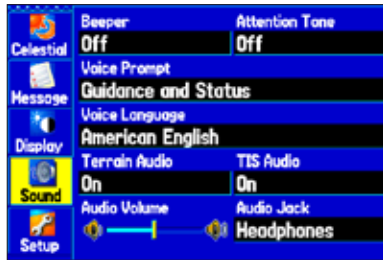 Celestial
Message
Display
Sound
Setup
Beeper Attention Tone
Off Off
Voice Prompt
Guidance and Status
Voice Language
American English
Terrain Audio TIS Audio
On On
Audio Volume Audio Jack
Headphones